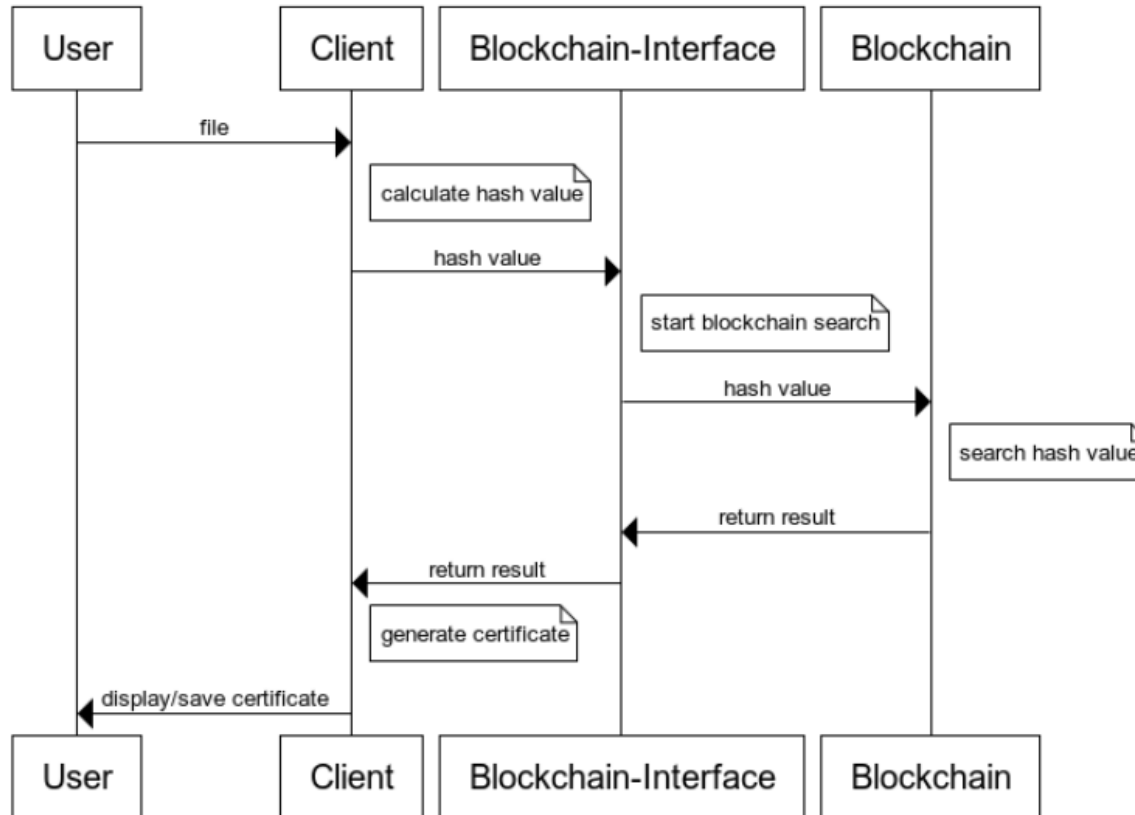 User
Client
Blockchain-Interface
Blockchain
file
calculate hash value
hash value
start blockchain search
hash value
search hash value
return result
return result
generate certificate
display/save certificate
User
Client
Blockchain-Interface
Blockchain